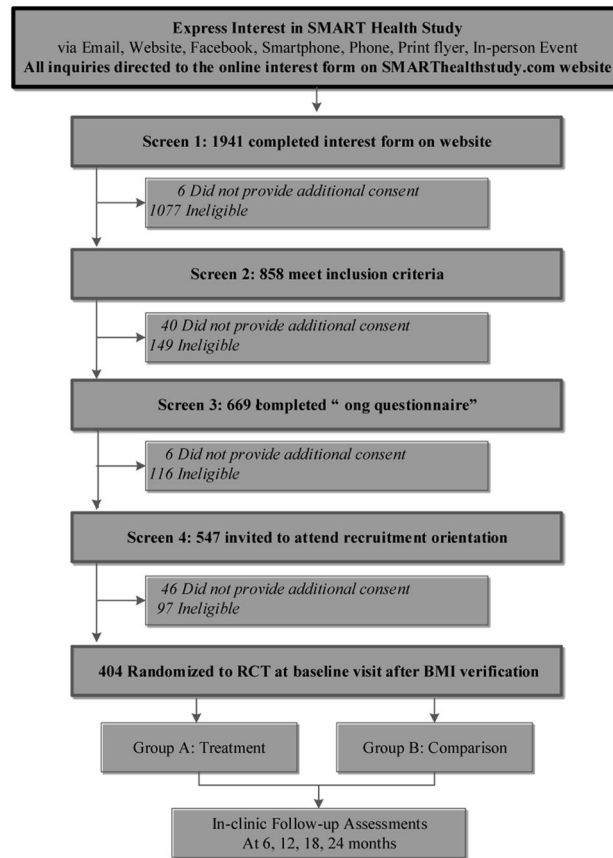 Express Interest in SMART Health Study
via Email, Website, Facebook, Smartphone, Phone, Print flyer, In-person Event
All inquiries directed to the online interest form on SMARThealthstudy.com website
Screen 1: 1941 completed interest form on website
6 Did not provide additional consent
1077 Ineligible
Screen 2: 858 meet inclusion criteria
40 Did not provide additional consent
149 Ineligible
Screen 3: 669 completed “ ong questionnaire”
6 Did not provide additional consent
116 Ineligible
Screen 4: 547 invited to attend recruitment orientation
46 Did not provide additional consent
97 Ineligible
404 Randomized to RCT at baseline visit after BMI verification
Group A: Treatment
Group B: Comparison
In-clinic Follow-up Assessments
At 6, 12, 18, 24 months